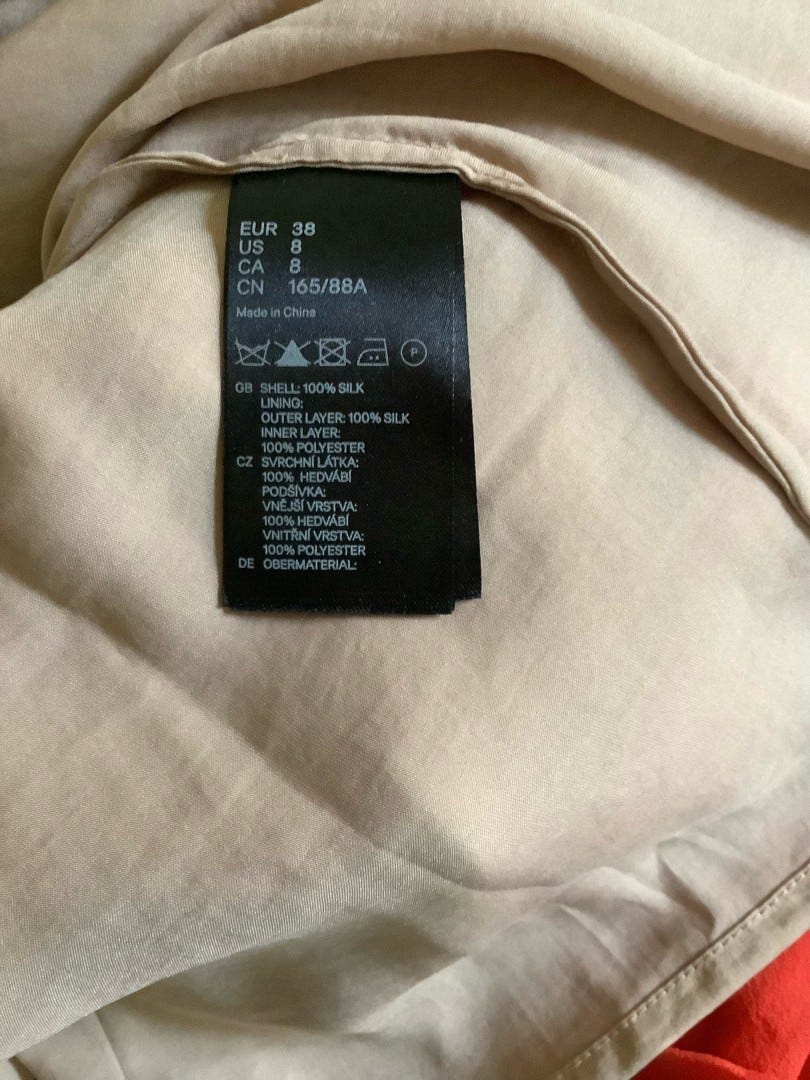 EUR 38
US 8
CA 8
CN 165/88A
Made in China
P
GB SHELL: 100% SILK
LINING:
OUTER LAYER: 100% SILK
INNER LAYER:
100% POLYESTER
CZ SVRCHNÍ LÁTKA:
100% HEDVÁBÍ
PODŠÍVKA:
VNĚJŠÍ VRSTVA:
100% HEDVÁBÍ
VNITŘNÍ VRSTVA:
100% POLYESTER
DE OBERMATERIAL: